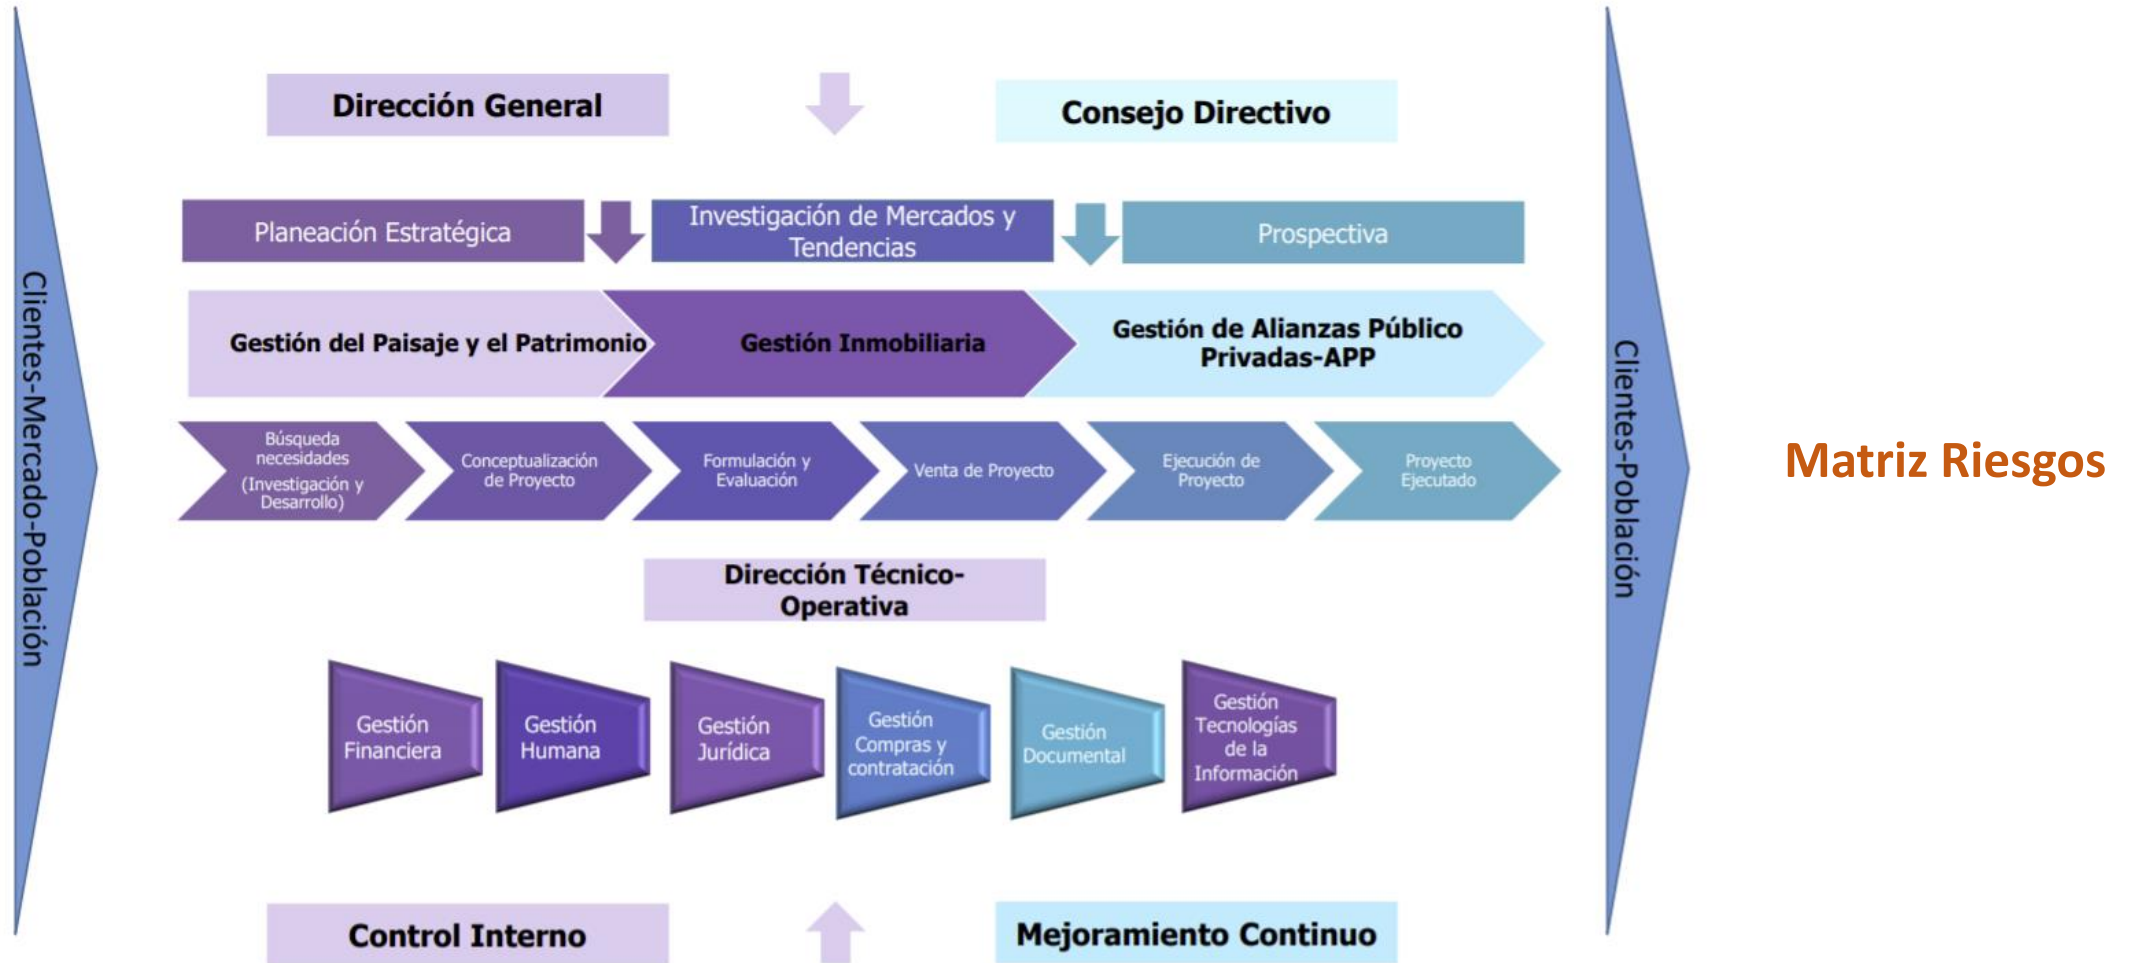 Dirección General
Consejo Directivo
Planeación Estratégica
Investigación de Mercados y
Tendencias
Prospectiva
Gestión del Paisaje y el Patrimonio
Gestión Inmobiliaria
Gestión de Alianzas Público
Privadas-APP
Búsqueda
necesidades
(Investigación y
Desarrollo)
Conceptualización
de Proyecto
Formulación y
Evaluación
Venta de Proyecto
Ejecución de
Proyecto
Proyecto
Ejecutado
Dirección Técnico-
Operativa
Gestión
Financiera
Gestión
Humana
Gestión
Jurídica
Gestión
Compras y
contratación
Gestión
Documental
Gestión
Tecnologías
de la
Información
Control Interno
Mejoramiento Continuo
Clientes-Mercado-Población
Clientes-Población
Matriz Riesgos